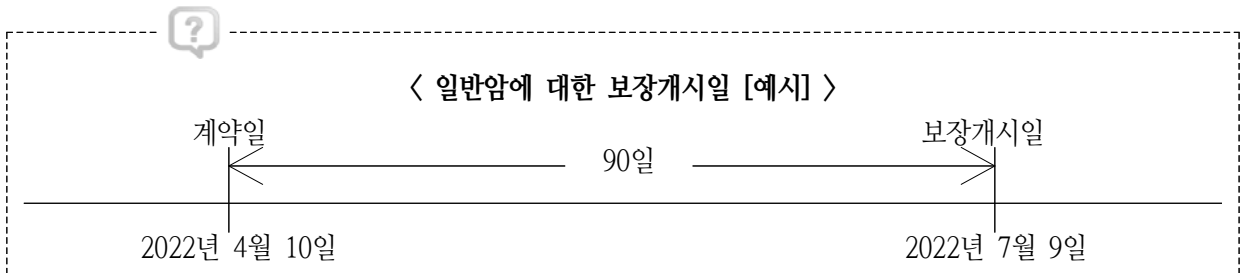 ?
〈 일반암에 대한 보장개시일 [예시] 〉
계약일 보장개시일
90일
2022년 4월 10일 2022년 7월 9일